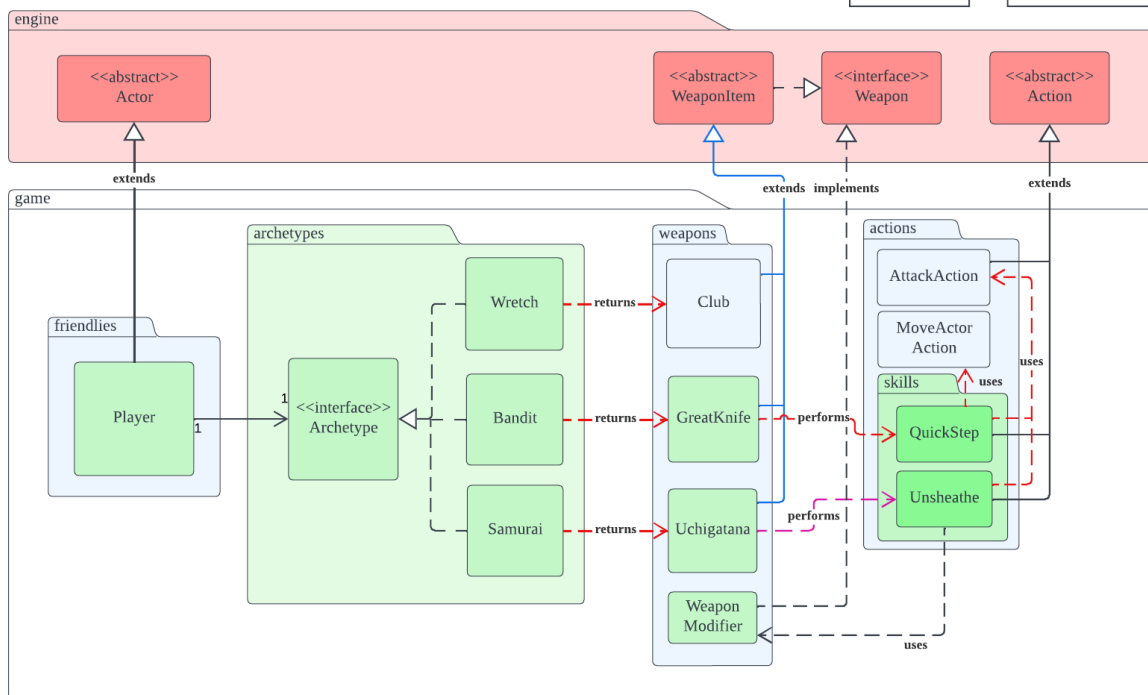 engine
<<abstract>>
Actor
<<abstract>>
WeaponItem
<<interface>>
Weapon
<<abstract>>
Action
extends
extends
implements
extends
game
archetypes
weapons
actions
Wretch
returns
Club
AttackAction
friendlies
MoveActor
Action
uses
uses
skills
Player
1
1
<<interface>>
Archetype
Bandit
returns
GreatKnife
performs
QuickStep
Samurai
returns
Uchigatana
performs
Unsheathe
Weapon
Modifier
uses